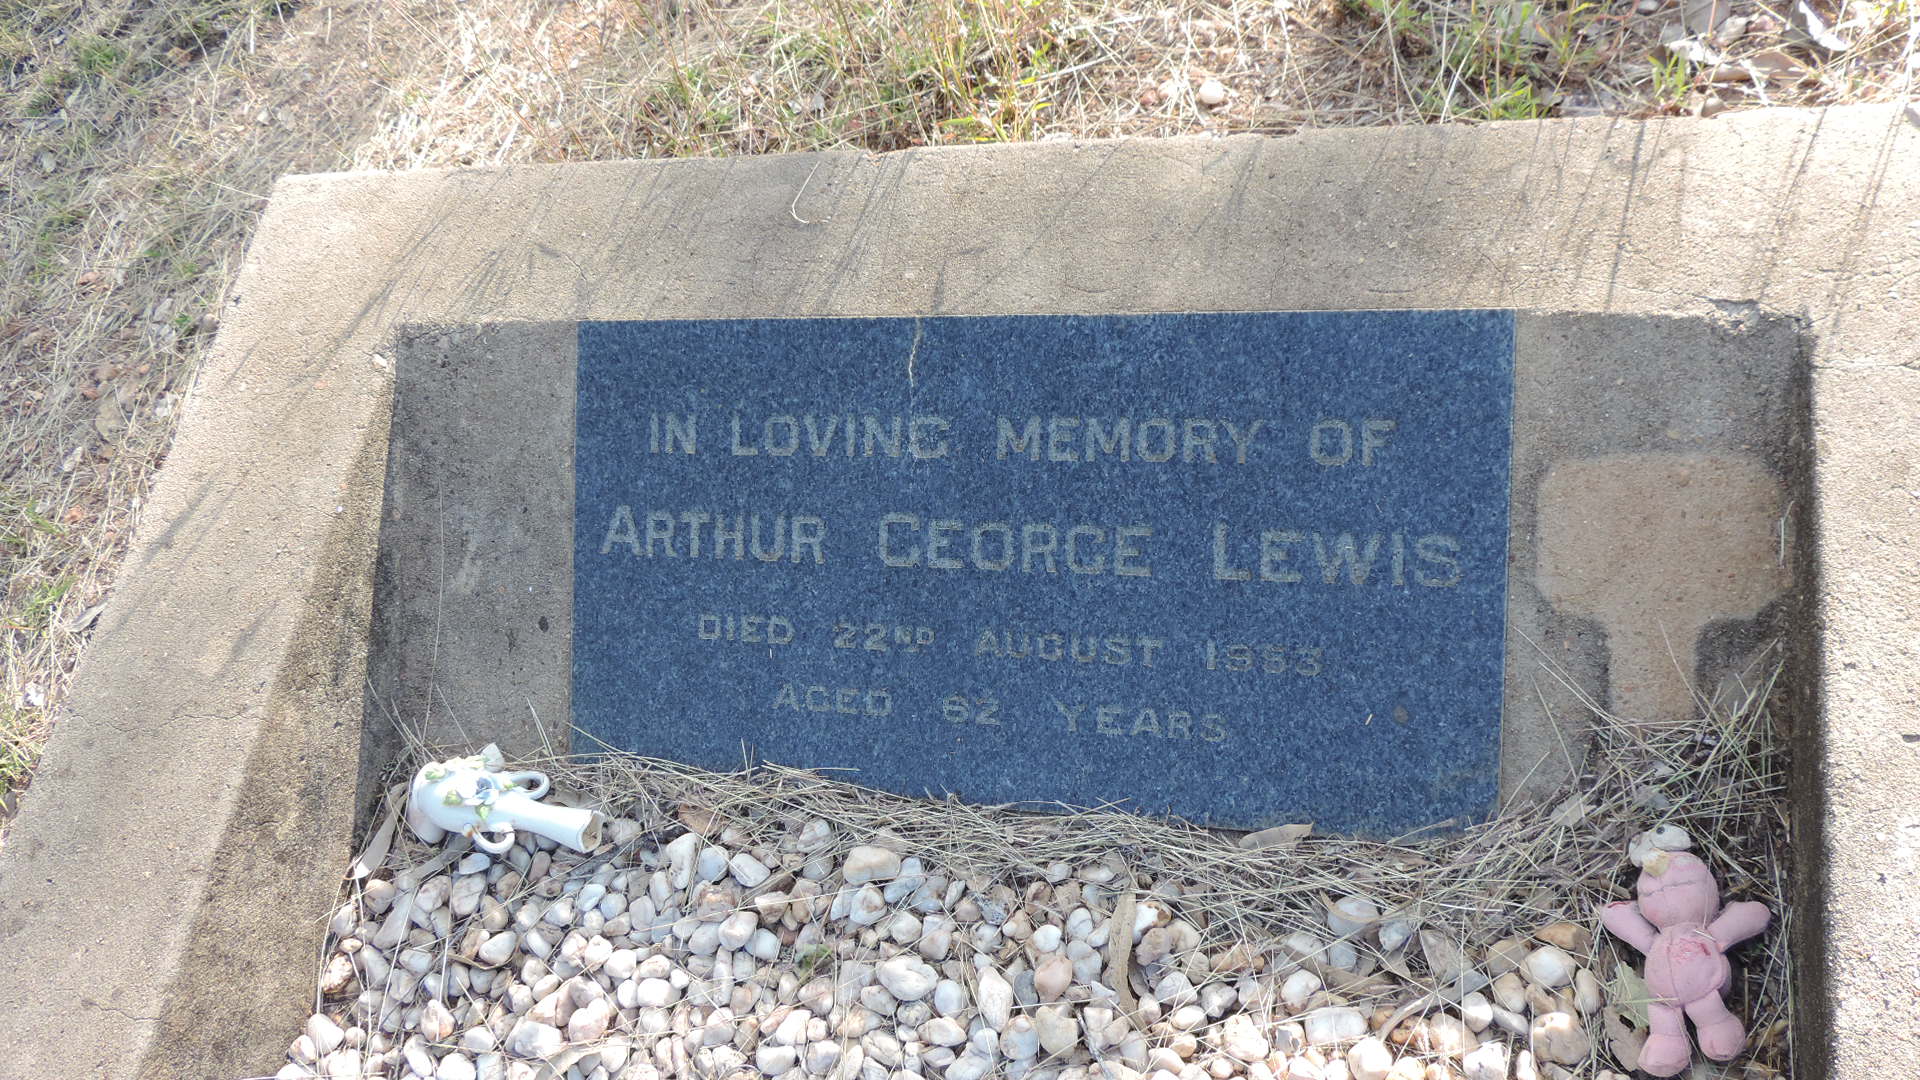 IN LOVING MEMORY OF
ARTHUR GEORGE LEWIS
DIED 22ND AUGUST 1953
AGED 62 YEARS